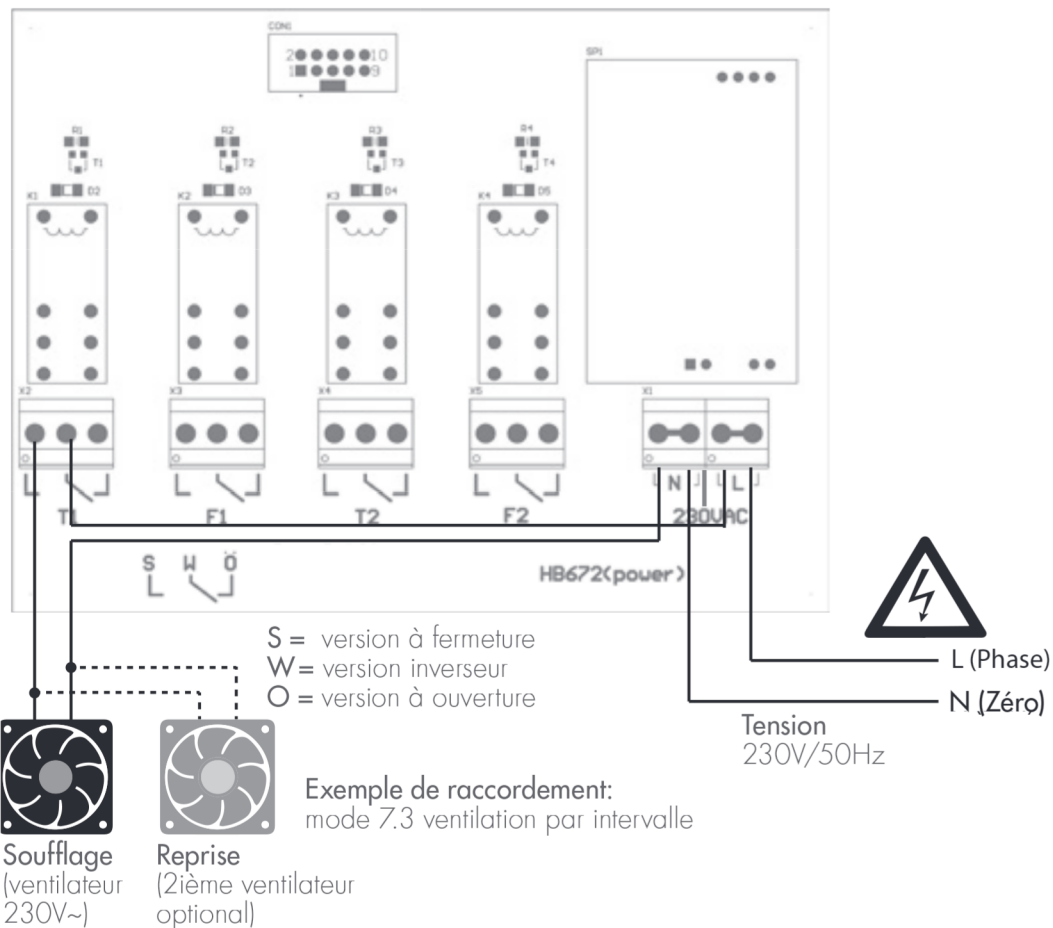 CON1
2 10
1 9
SP1
R1
R2
R3
R4
T1
T2
T3
T4
K1
D2
K2
D3
K3
D4
K4
D5
X2
X3
X4
X5
X1
N
L
T1
F1
T2
F2
230VAC
S W Ö
HB672(power)
S = version à fermeture
W = version inverseur
O = version à ouverture
L (Phase)
N (Zéro)
Tension
230V/50Hz
Exemple de raccordement:
mode 7.3 ventilation par intervalle
Soufflage
(ventilateur
230V~)
Reprise
(2ième ventilateur
optional)